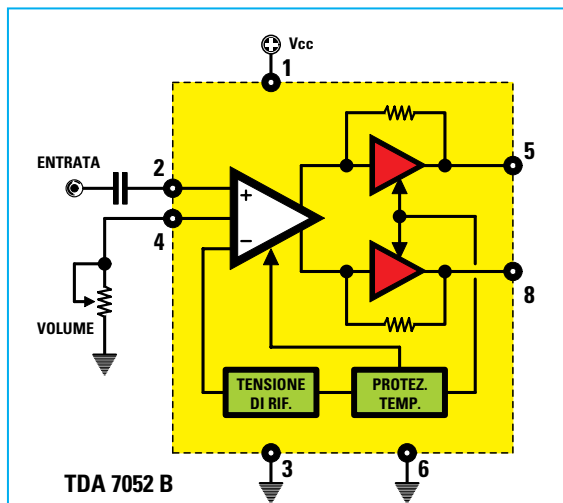 Vcc
1
ENTRATA
2
+
4
−
VOLUME
5
8
TENSIONE
DI RIF.
PROTEZ.
TEMP.
3
6
TDA 7052 B